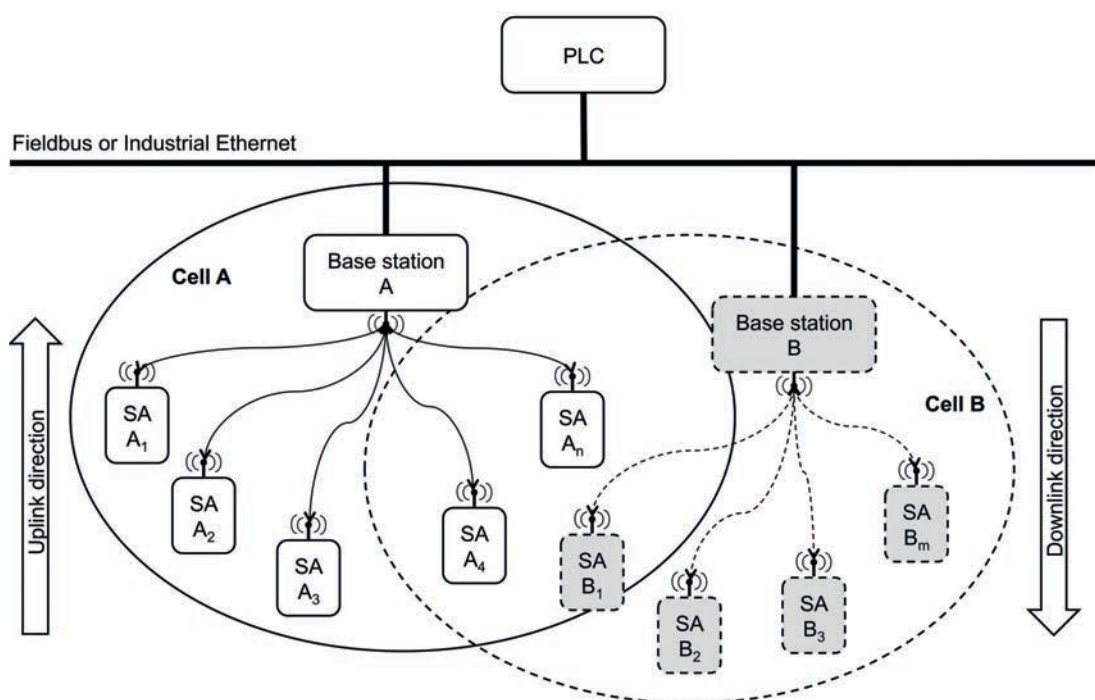 PLC
Fieldbus or Industrial Ethernet
Base station
A
Cell A
Base station
B
Cell B
SA
A₁
SA
A₂
SA
A₃
SA
A₄
SA
Aₙ
SA
B₁
SA
B₂
SA
B₃
SA
Bₘ
Uplink direction
Downlink direction